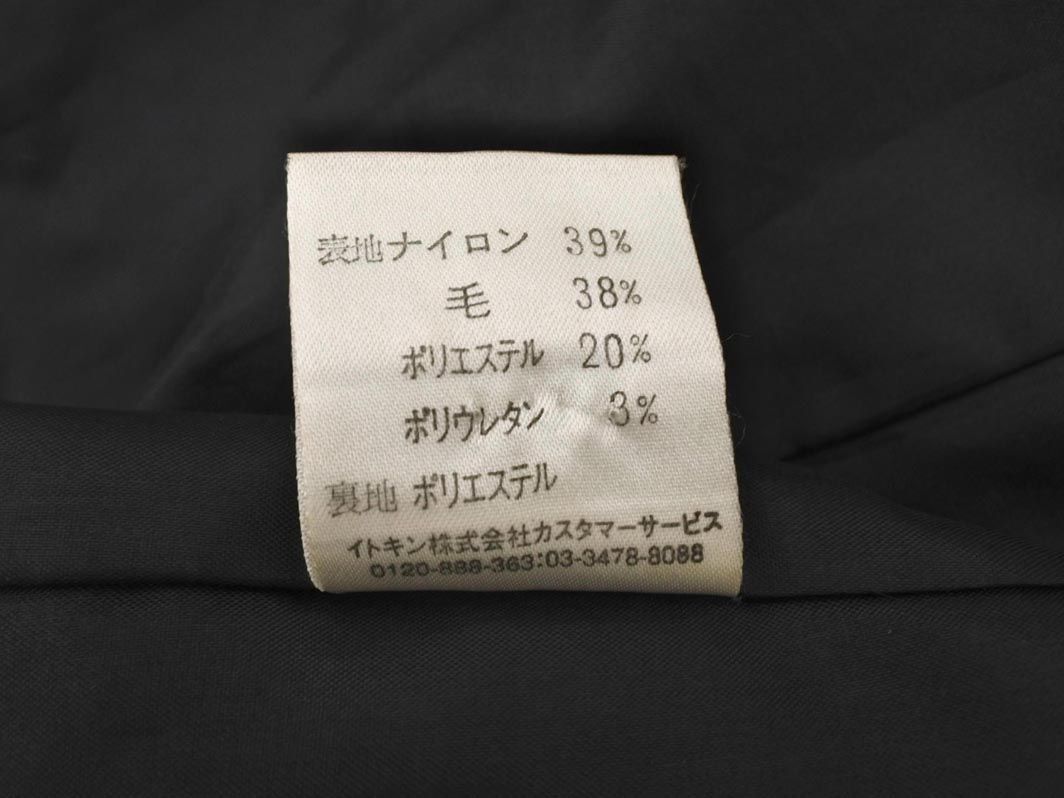 表地ナイロン 39%
毛 38%
ポリエステル 20%
ポリウレタン 3%
裏地 ポリエステル
イトキン株式会社カスタマーサービス
0120-888-363:03-3478-8088